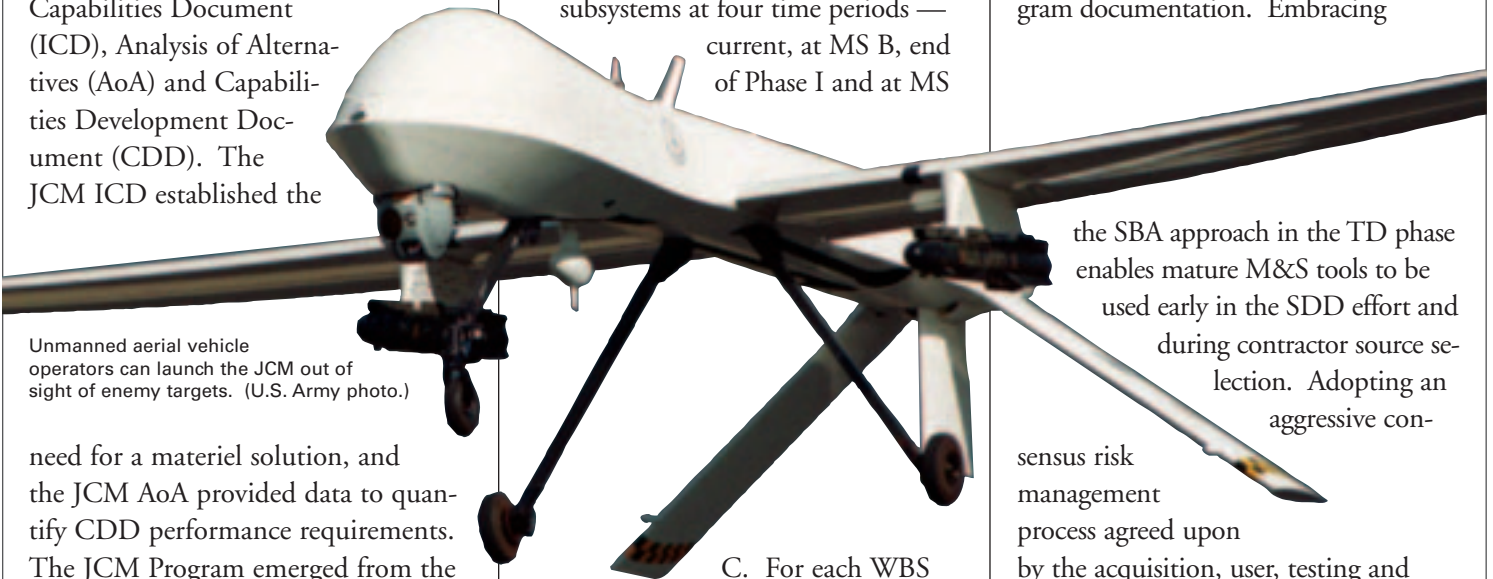 Capabilities Document
(ICD), Analysis of Alterna-
tives (AoA) and Capabili-
ties Development Doc-
ument (CDD). The
JCM ICD established the
Unmanned aerial vehicle
operators can launch the JCM out of
sight of enemy targets. (U.S. Army photo.)
need for a materiel solution, and
the JCM AoA provided data to quan-
tify CDD performance requirements.
The JCM Program emerged from the
subsystems at four time periods —
current, at MS B, end
of Phase I and at MS
C. For each WBS
gram documentation. Embracing
the SBA approach in the TD phase
enables mature M&S tools to be
used early in the SDD effort and
during contractor source se-
lection. Adopting an
aggressive con-
sensus risk
management
process agreed upon
by the acquisition, user, testing and